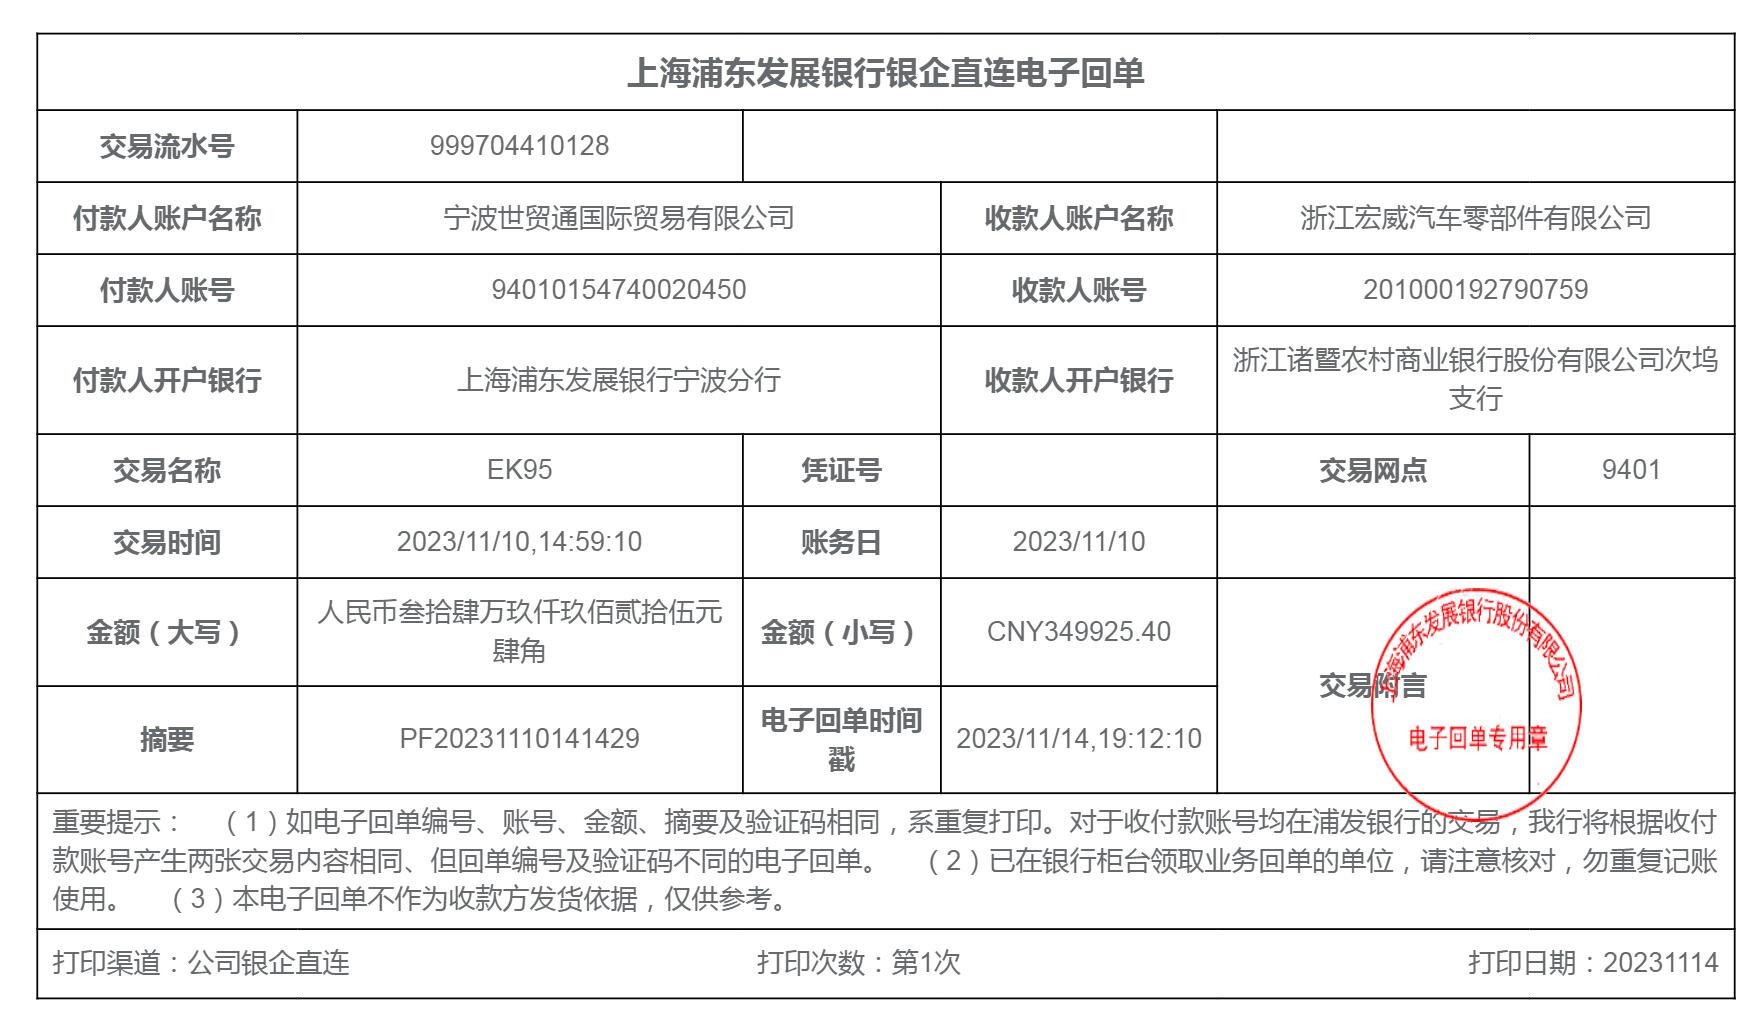 上海浦东发展银行银企直连电子回单
交易流水号 999704410128
付款人账户名称 宁波世贸通国际贸易有限公司 收款人账户名称 浙江宏威汽车零部件有限公司
付款人账号 94010154740020450 收款人账号 201000192790759
付款人开户银行 上海浦东发展银行宁波分行 收款人开户银行 浙江诸暨农村商业银行股份有限公司次坞
支行
交易名称 EK95 凭证号 交易网点 9401
交易时间 2023/11/10,14:59:10 账务日 2023/11/10
金额（大写） 人民币叁拾肆万玖仟玖佰贰拾伍元
肆角
金额（小写） CNY349925.40
交易附言
摘要 PF20231110141429 电子回单时间
戳
2023/11/14,19:12:10
上海浦东发展银行股份有限公司
电子回单专用章
重要提示： （1）如电子回单编号、账号、金额、摘要及验证码相同，系重复打印。对于收付款账号均在浦发银行的交易，我行将根据收付
款账号产生两张交易内容相同、但回单编号及验证码不同的电子回单。 （2）已在银行柜台领取业务回单的单位，请注意核对，勿重复记账
使用。 （3）本电子回单不作为收款方发货依据，仅供参考。
打印渠道：公司银企直连 打印次数：第1次 打印日期：20231114